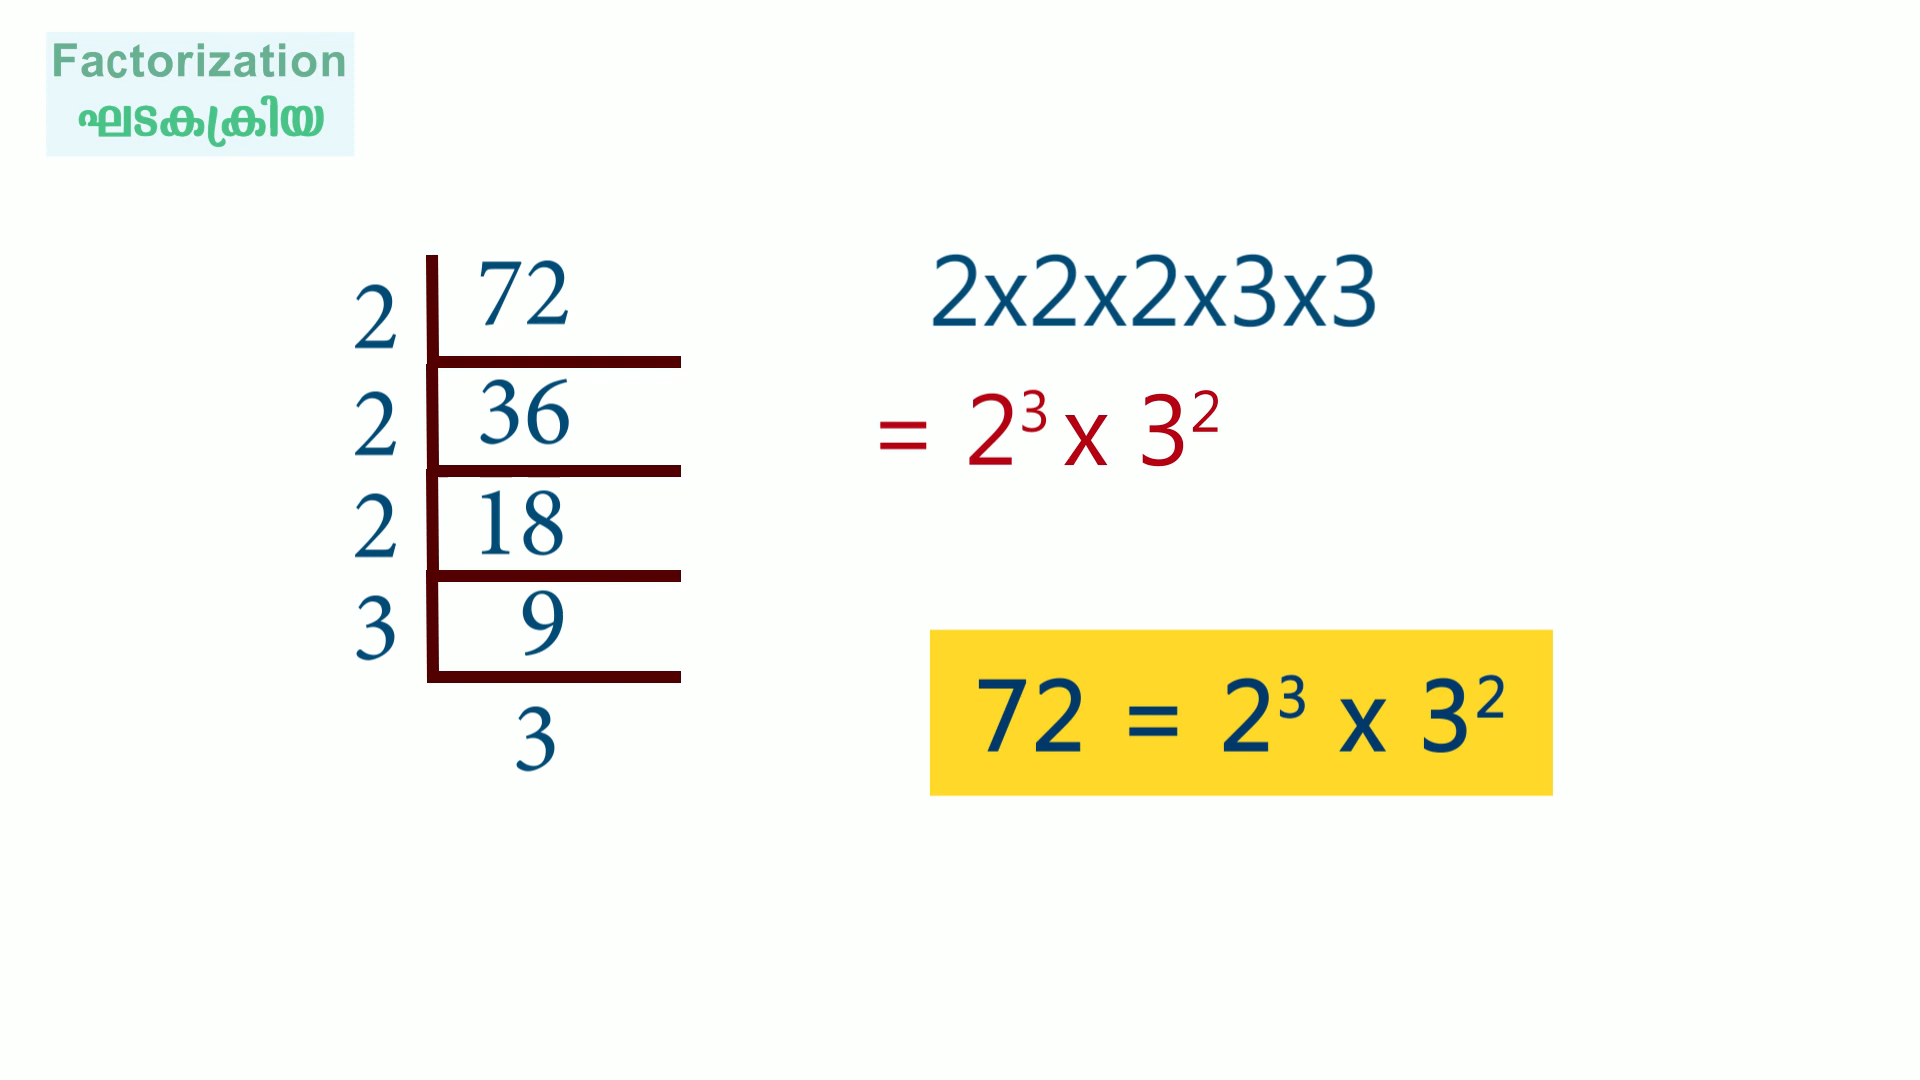 Factorization
ഘടകക്രിയ
2 72
2 36
2 18
3 9
3
2x2x2x3x3
= 2³ x 3²
72 = 2³ x 3²